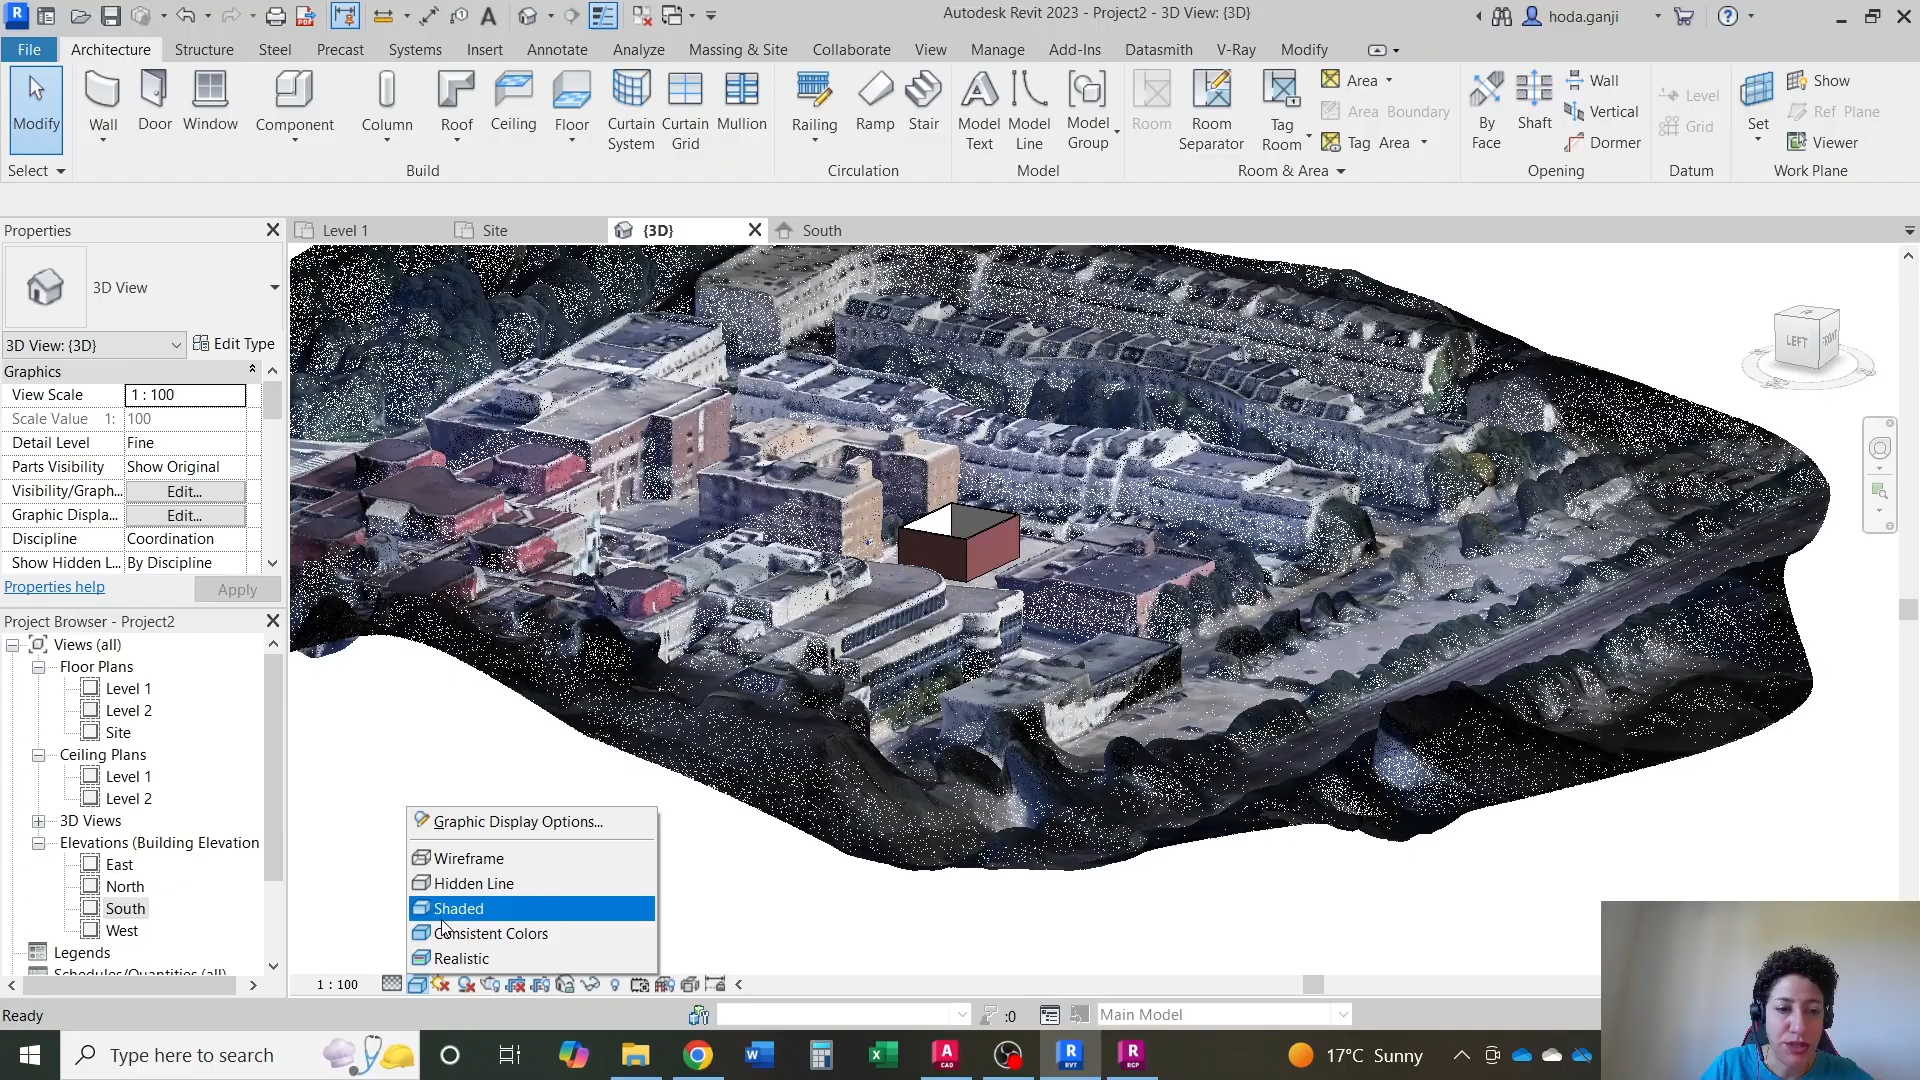 Autodesk Revit 2023 - Project2 - 3D View: {3D}
hoda.ganji
File Architecture Structure Steel Precast Systems Insert Annotate Analyze Massing & Site Collaborate View Manage Add-Ins Datasmith V-Ray Modify
Modify
Wall
Door
Window
Component
Column
Roof
Ceiling
Floor
Curtain System
Curtain Grid
Mullion
Railing
Ramp
Stair
Model Text
Model Line
Model Group
Room
Room Separator
Tag Room
Area
Area Boundary
Tag Area
By Face
Shaft
Wall
Vertical
Dormer
Level
Grid
Set
Show
Ref Plane
Viewer
Select Build Circulation Model Room & Area Opening Datum Work Plane
Properties
Level 1 Site {3D} South
3D View
3D View: {3D} Edit Type
Graphics
View Scale 1 : 100
Scale Value 1: 100
Detail Level Fine
Parts Visibility Show Original
Visibility/Graph... Edit...
Graphic Displa... Edit...
Discipline Coordination
Show Hidden L... By Discipline
Properties help Apply
LEFT
Project Browser - Project2
Views (all)
Floor Plans
Level 1
Level 2
Site
Ceiling Plans
Level 1
Level 2
3D Views
Elevations (Building Elevation
East
North
South
West
Legends
Schedules/Quantities (all)
Graphic Display Options...
Wireframe
Hidden Line
Shaded
Consistent Colors
Realistic
1 : 100
Ready
:0
Main Model
Type here to search
17°C Sunny